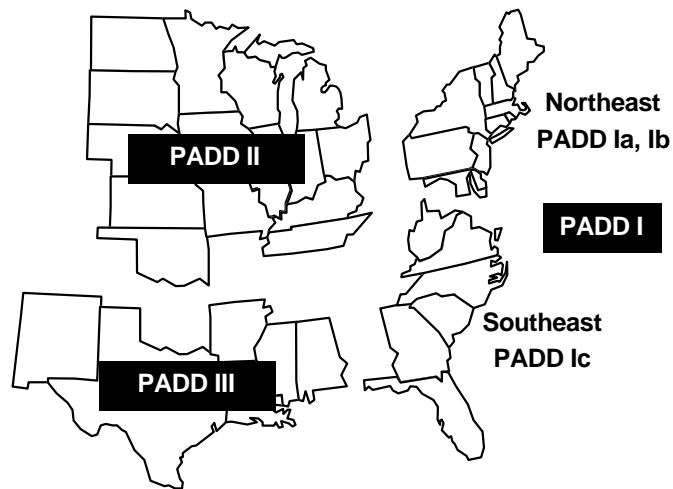 Northeast
PADD Ia, Ib
PADD II
PADD I
Southeast
PADD Ic
PADD III